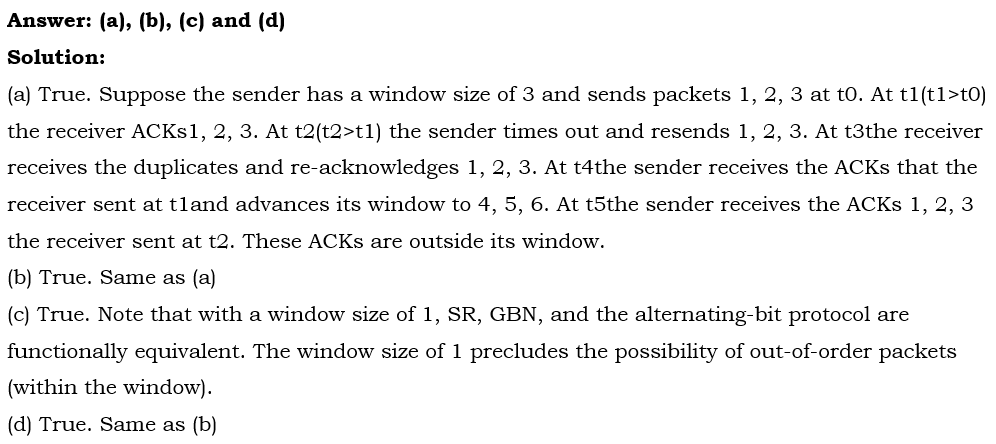 Answer: (a), (b), (c) and (d)
Solution:
(a) True. Suppose the sender has a window size of 3 and sends packets 1, 2, 3 at t0. At t1(t1>t0)
the receiver ACKs1, 2, 3. At t2(t2>t1) the sender times out and resends 1, 2, 3. At t3the receiver
receives the duplicates and re-acknowledges 1, 2, 3. At t4the sender receives the ACKs that the
receiver sent at t1and advances its window to 4, 5, 6. At t5the sender receives the ACKs 1, 2, 3
the receiver sent at t2. These ACKs are outside its window.
(b) True. Same as (a)
(c) True. Note that with a window size of 1, SR, GBN, and the alternating-bit protocol are
functionally equivalent. The window size of 1 precludes the possibility of out-of-order packets
(within the window).
(d) True. Same as (b)